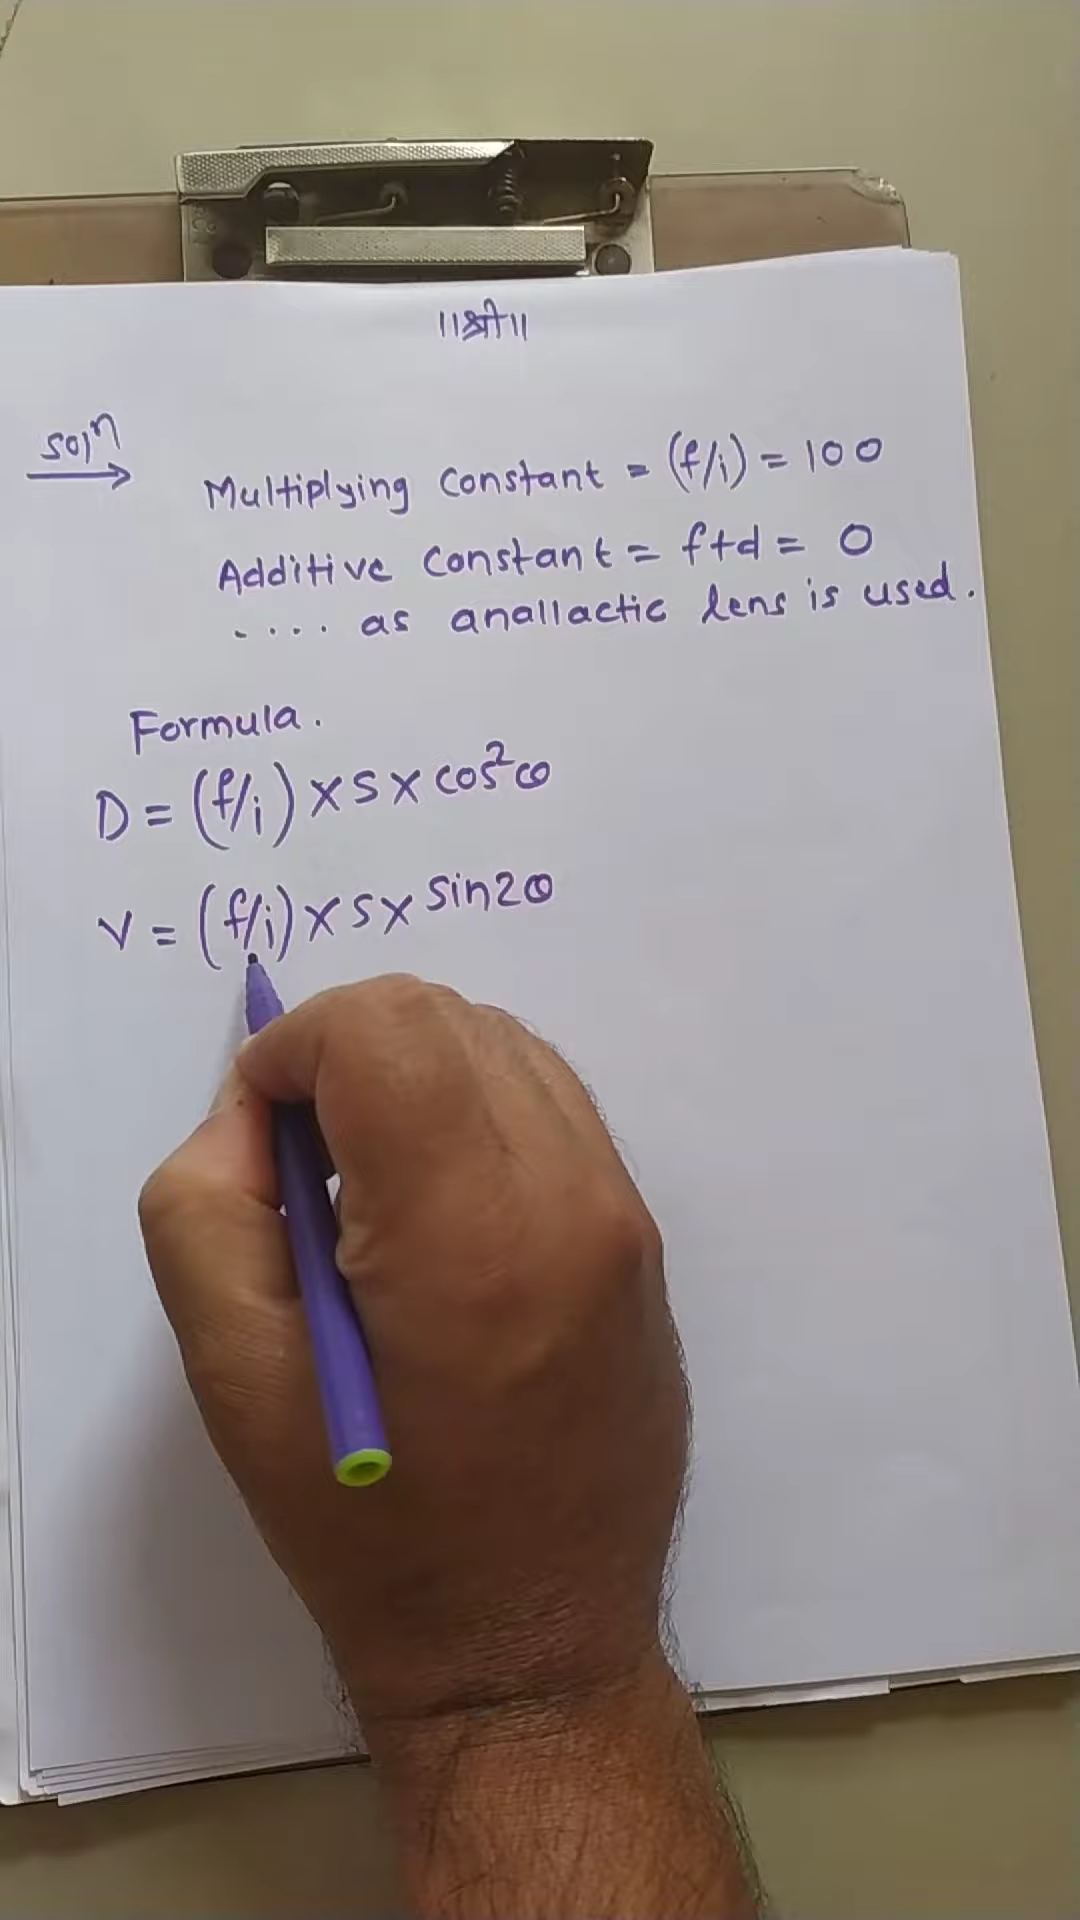 ||श्री||
Solⁿ
Multiplying Constant = (f/i) = 100
Additive Constant = f+d = 0
.... as anallactic lens is used.
Formula.
D = (f/i) × S × cos²θ
V = (f/i) × S × sin2θ